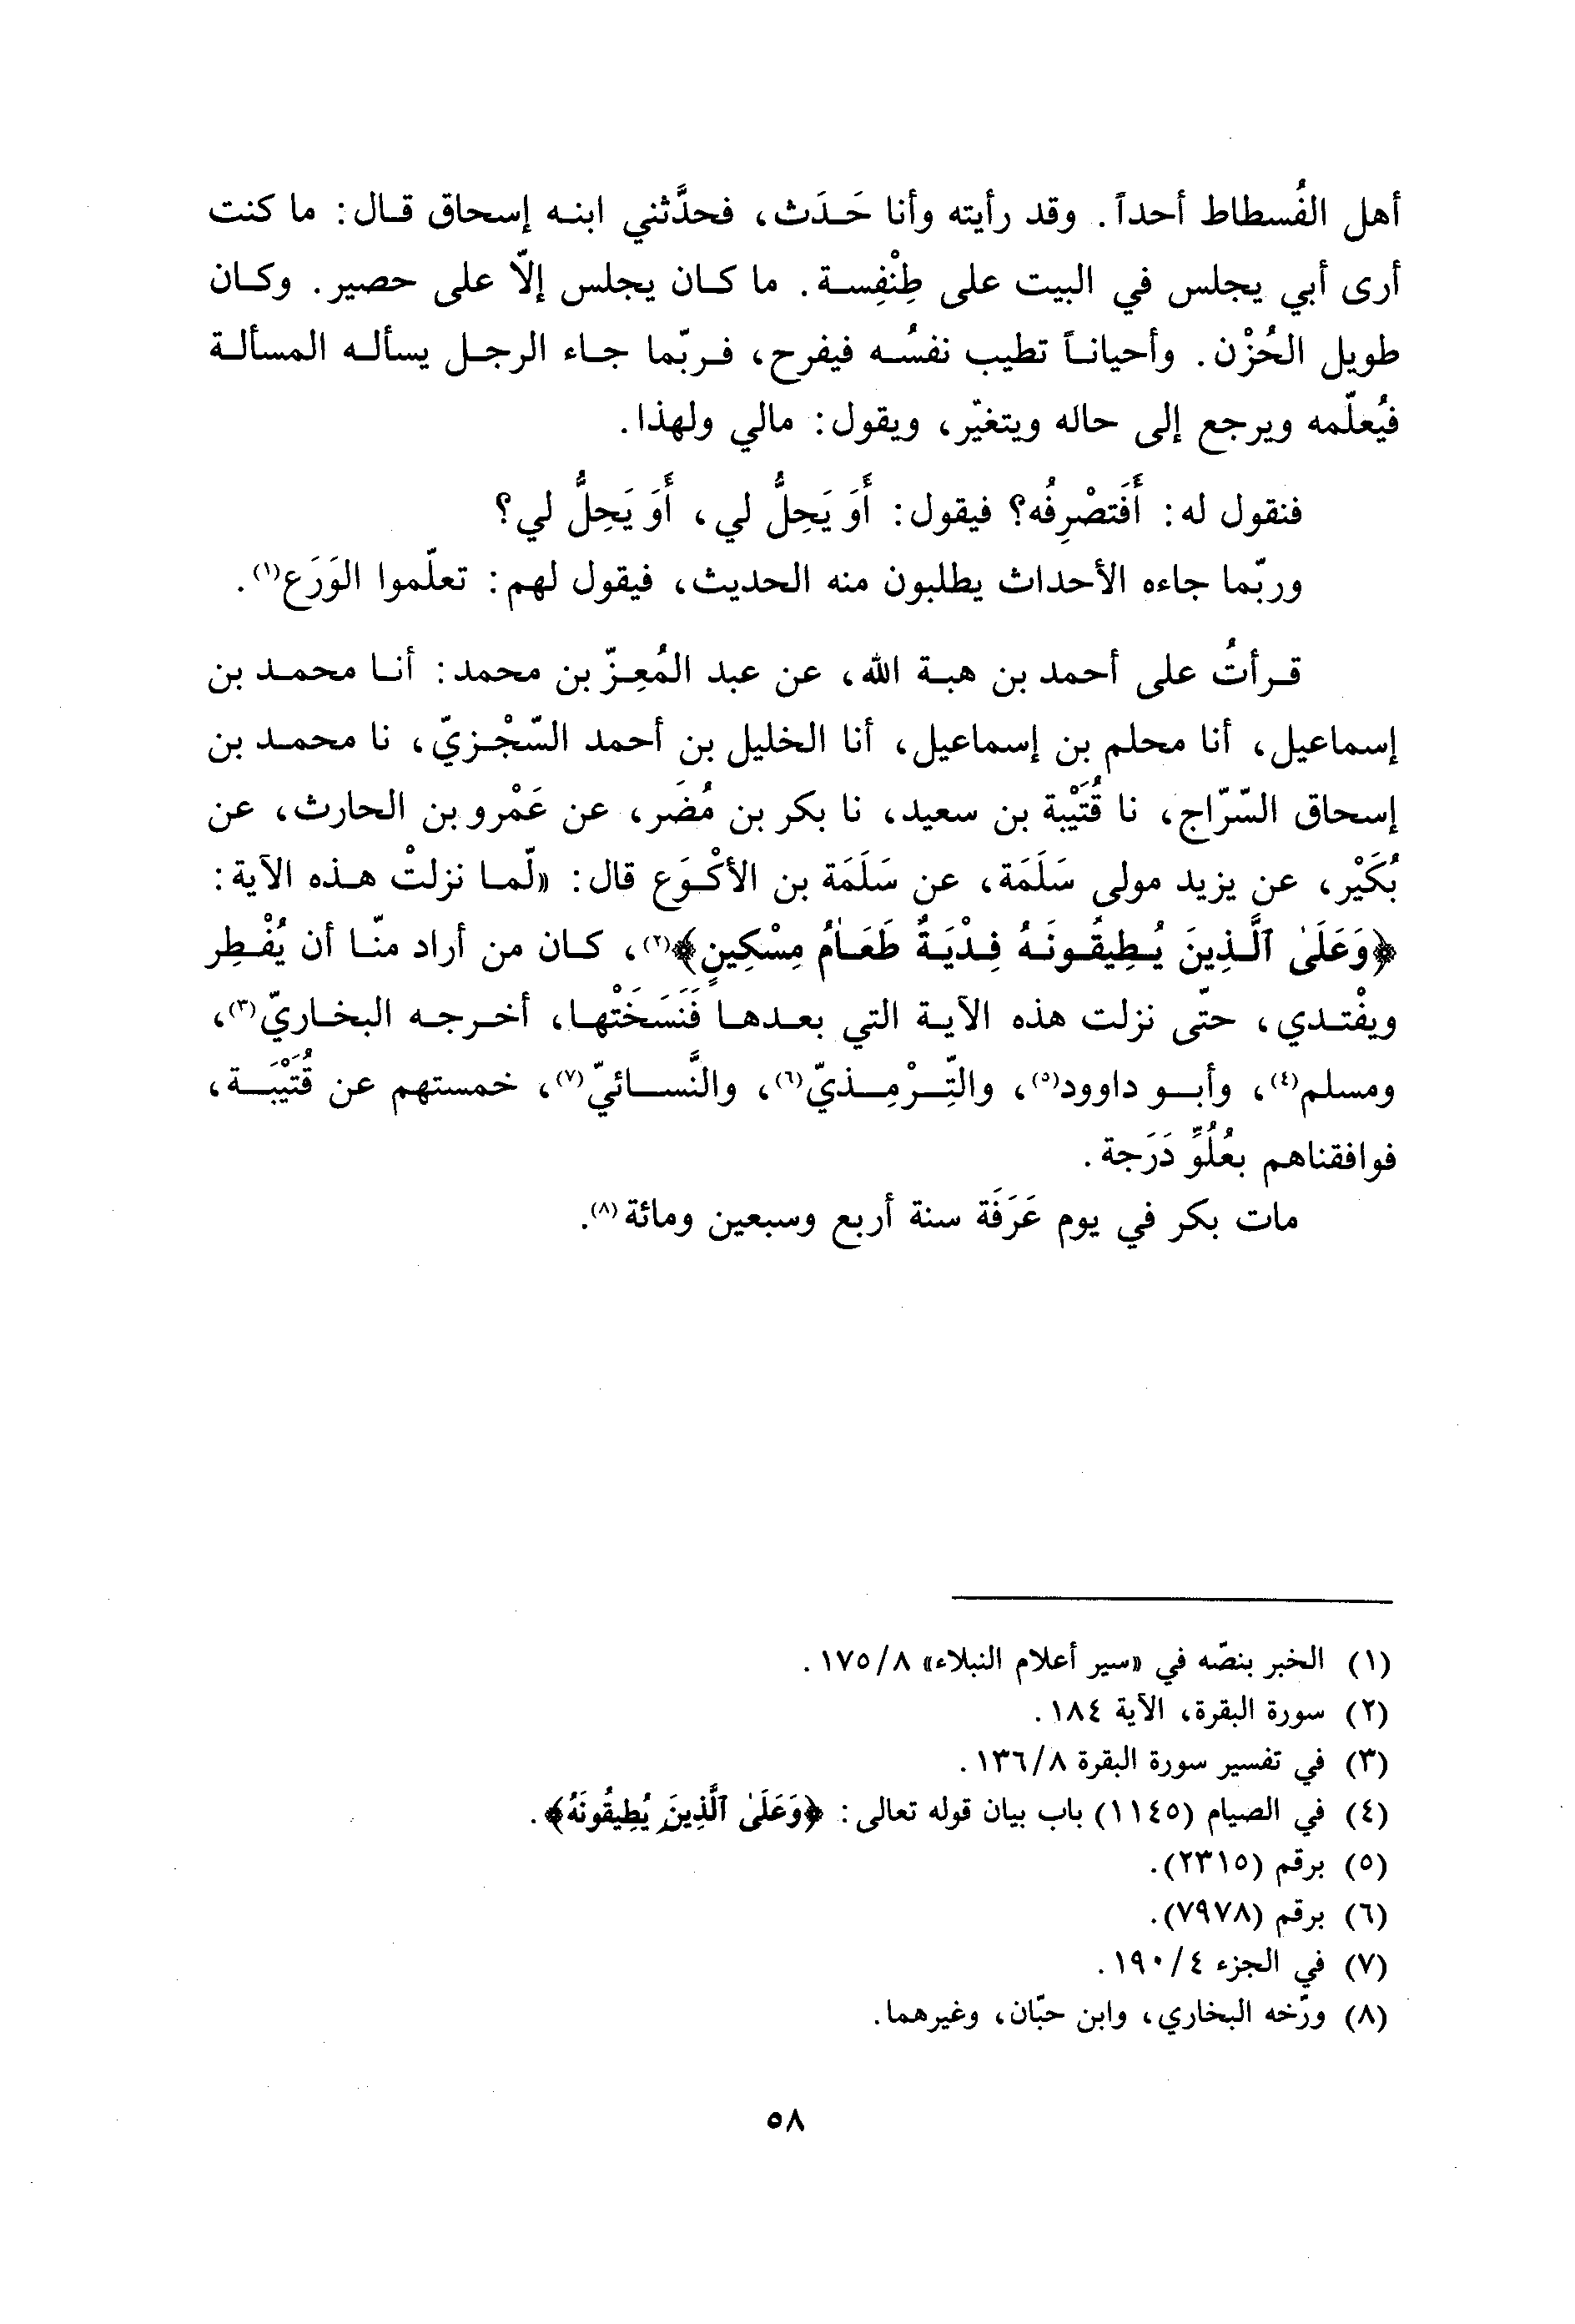 أهل الفُسطاط أحداً. وقد رأيته وأنا حَدَث، فحدَّثني ابنه إسحاق قال: ما كنت
أرى أبي يجلس في البيت على طِنْفِسة. ما كان يجلس إلّا على حصير. وكان
طويل الحُزْن. وأحياناً تطيب نفسُه فيفرح، فربّما جاء الرجل يسأله المسألة
فيُعلّمه ويرجع إلى حاله ويتغيّر، ويقول: مالي ولهذا.
فنقول له: أَفَتصْرِفُه؟ فيقول: أَوَ يَحِلُّ لي، أَوَ يَحِلُّ لي؟
وربّما جاءه الأحداث يطلبون منه الحديث، فيقول لهم: تعلّموا الوَرَع(١).
قرأتُ على أحمد بن هبة الله، عن عبد المُعِزّ بن محمد: أنا محمد بن
إسماعيل، أنا محلم بن إسماعيل، أنا الخليل بن أحمد السّجْزيّ، نا محمد بن
إسحاق السّرّاج، نا قُتَيْبة بن سعيد، نا بكر بن مُضَر، عن عَمْرو بن الحارث، عن
بُكَيْر، عن يزيد مولى سَلَمَة، عن سَلَمَة بن الأكْوَع قال: «لّما نزلتْ هذه الآية:
﴿وَعَلَىٰ ٱلَّذِينَ يُطِيقُونَهُ فِدْيَةٌ طَعَامُ مِسْكِينٍ﴾(٢)، كان من أراد منّا أن يُفْطِر
ويفْتدي، حتّى نزلت هذه الآية التي بعدها فَنَسَخَتْها، أخرجه البخاريّ(٣)،
ومسلم(٤)، وأبو داوود(٥)، والتِّرْمِذيّ(٦)، والنَّسائيّ(٧)، خمستهم عن قُتَيْبَة،
فوافقناهم بعُلُوِّ دَرَجة.
مات بكر في يوم عَرَفَة سنة أربع وسبعين ومائة(٨).
(١) الخبر بنصّه في «سير أعلام النبلاء» ١٧٥/٨.
(٢) سورة البقرة، الآية ١٨٤.
(٣) في تفسير سورة البقرة ١٣٦/٨.
(٤) في الصيام (١١٤٥) باب بيان قوله تعالى: ﴿وَعَلَىٰ ٱلَّذِينَ يُطِيقُونَهُ﴾.
(٥) برقم (٢٣١٥).
(٦) برقم (٧٩٧٨).
(٧) في الجزء ١٩٠/٤.
(٨) ورّخه البخاري، وابن حبّان، وغيرهما.
٥٨